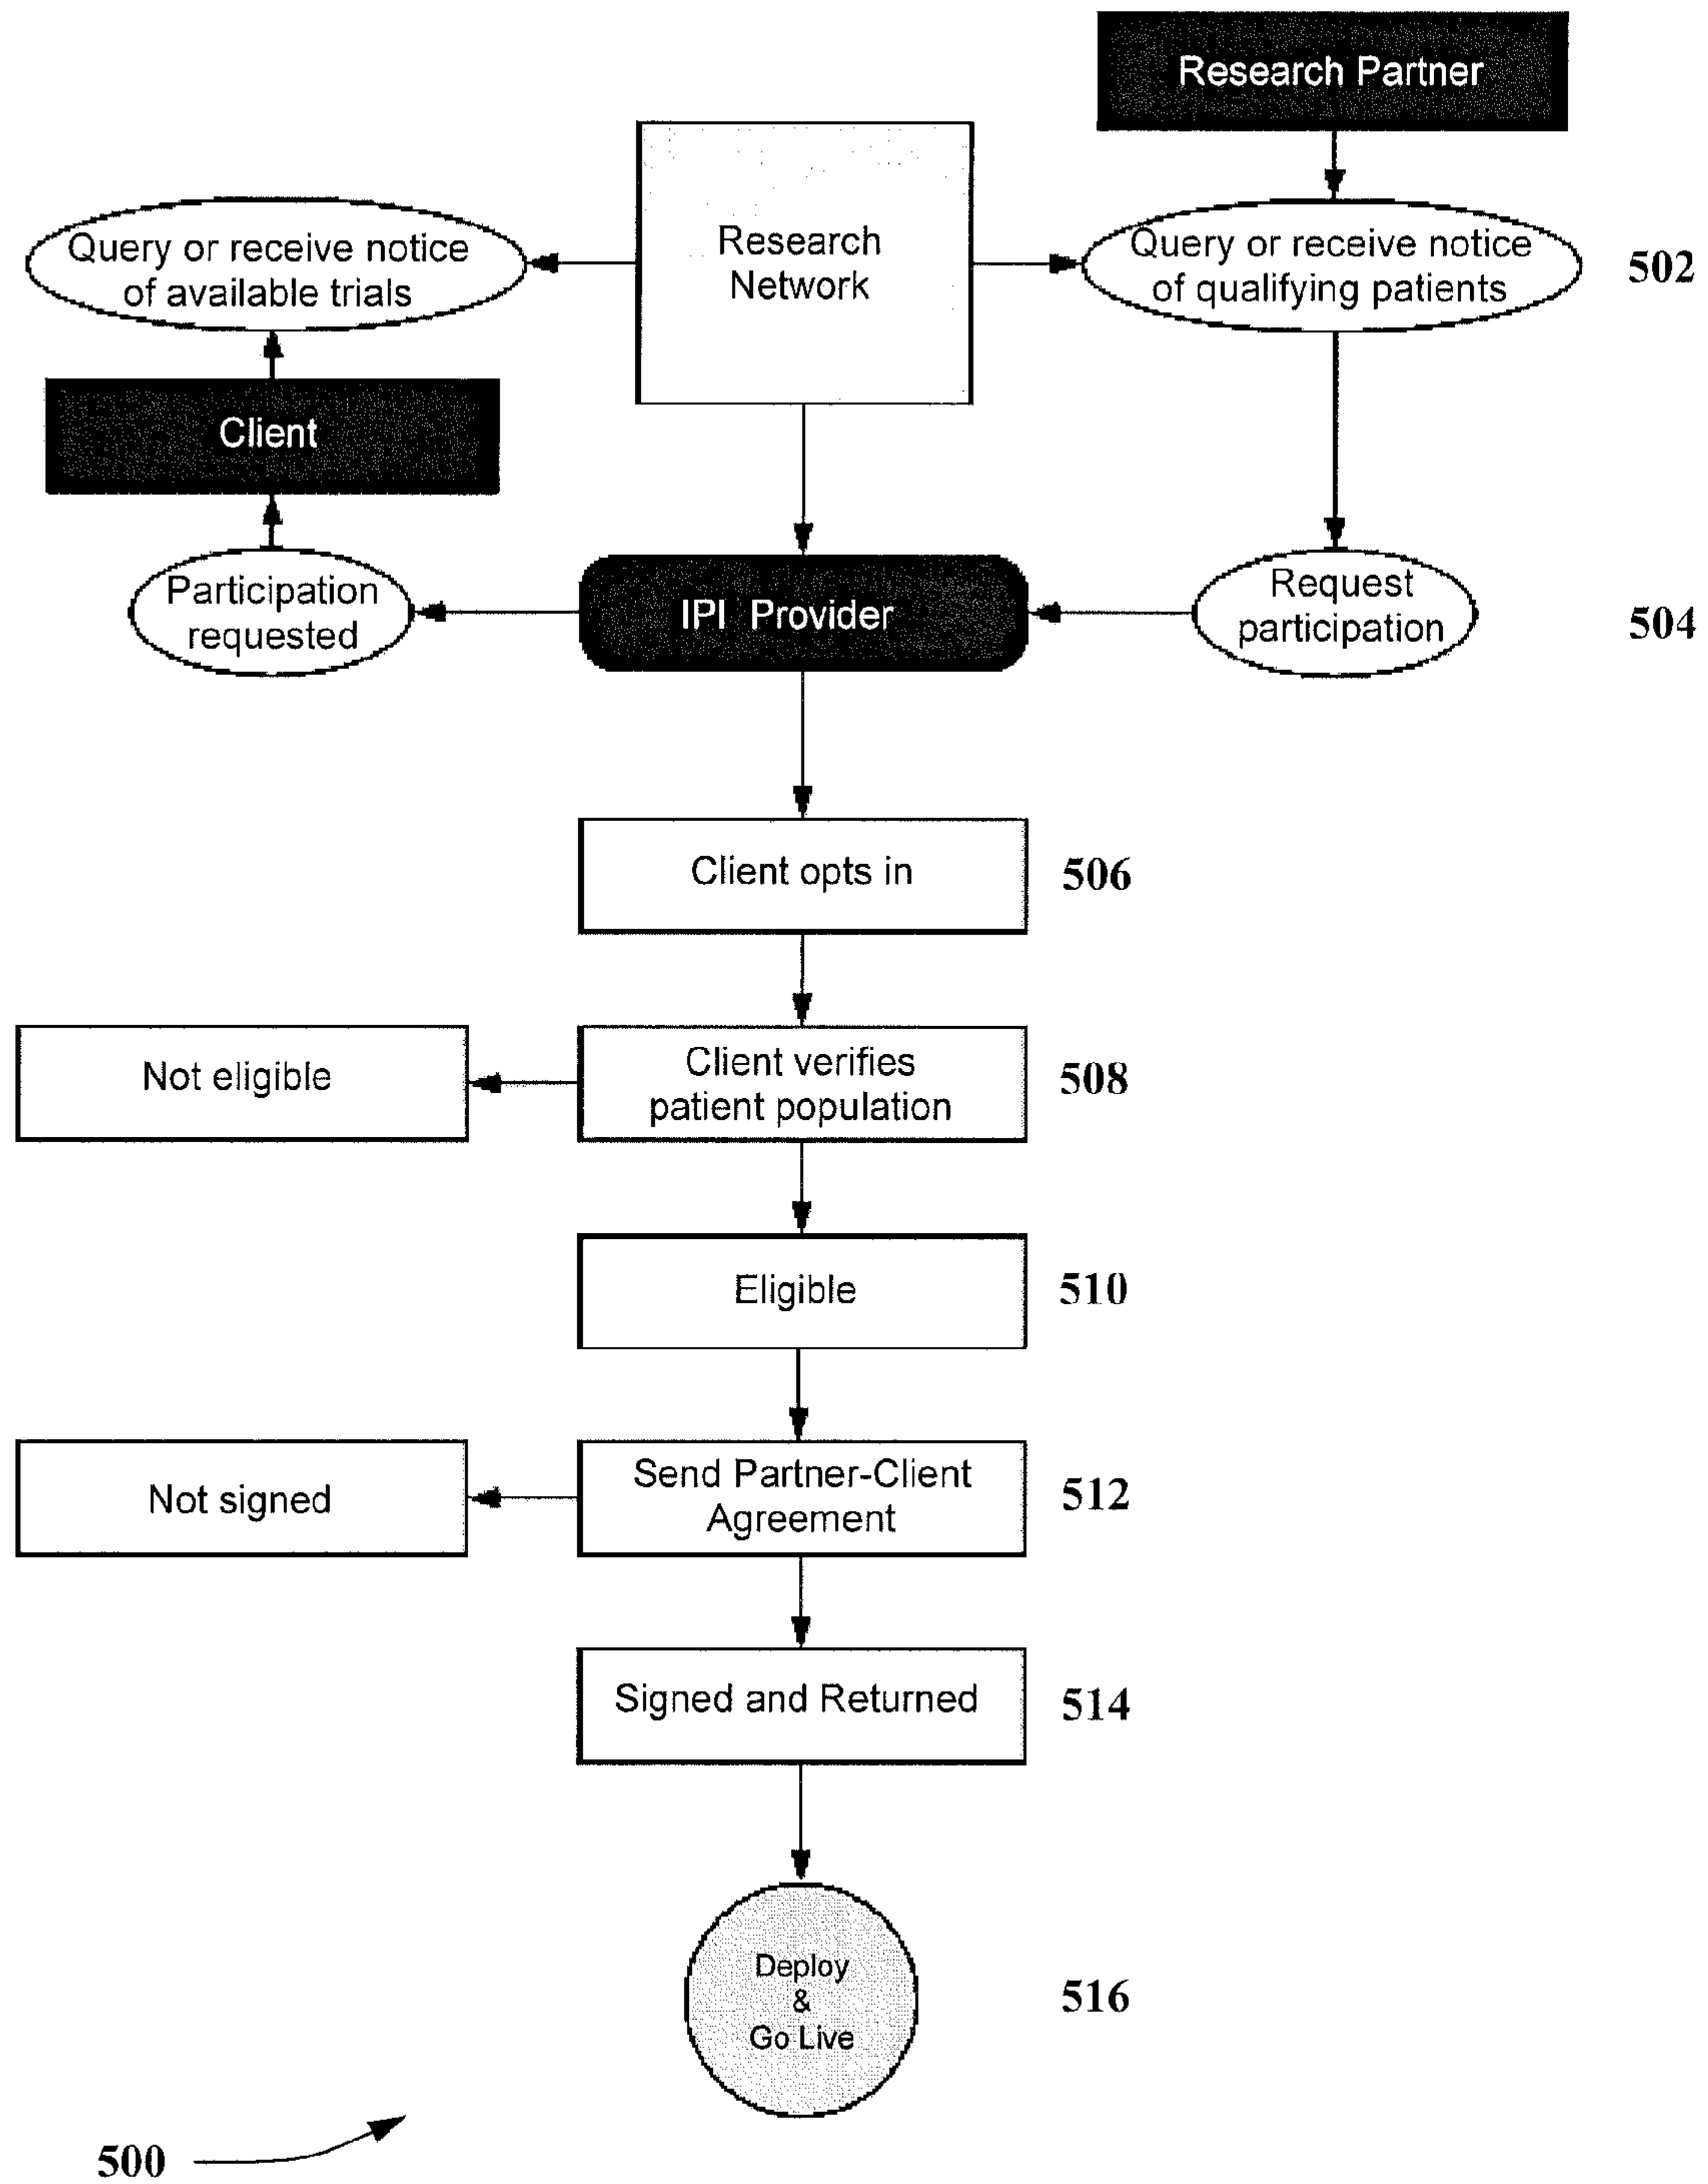 Research Partner
Research
Network
Query or receive notice
of available trials
Query or receive notice
of qualifying patients
502
Client
Participation
requested
IPI Provider
Request
participation
504
Client opts in
506
Not eligible
Client verifies
patient population
508
Eligible
510
Not signed
Send Partner-Client
Agreement
512
Signed and Returned
514
Deploy
&
Go Live
516
500